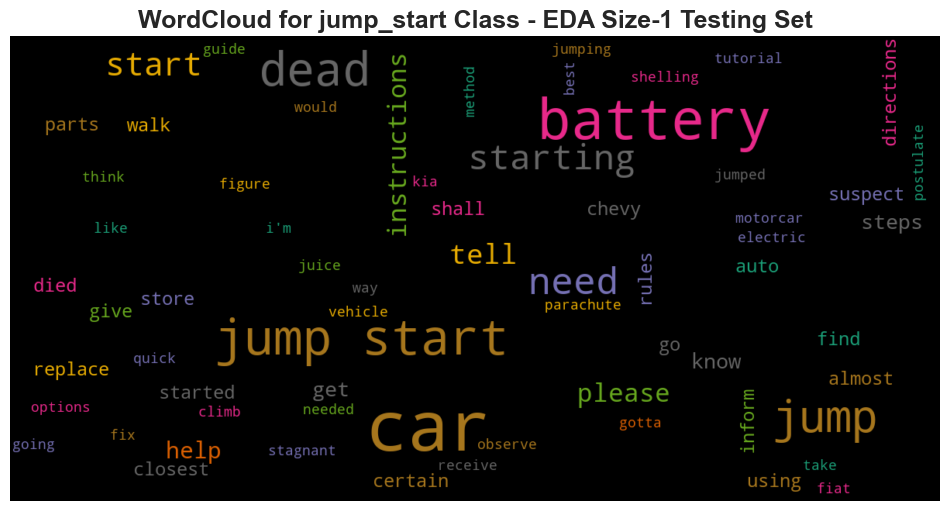 WordCloud for jump_start Class - EDA Size-1 Testing Set
guide
jumping
start
dead
instructions
method
best
shelling
tutorial
directions
would
parts
walk
battery
starting
postulate
think
figure
kia
jumped
suspect
shall
chevy
motorcar
steps
like
i'm
electric
tell
juice
need
rules
auto
died
store
way
parachute
give
vehicle
jump start
go
find
quick
know
replace
almost
started
get
please
options
climb
needed
inform
jump
car
gotta
going
fix
help
stagnant
observe
closest
receive
take
certain
using
fiat